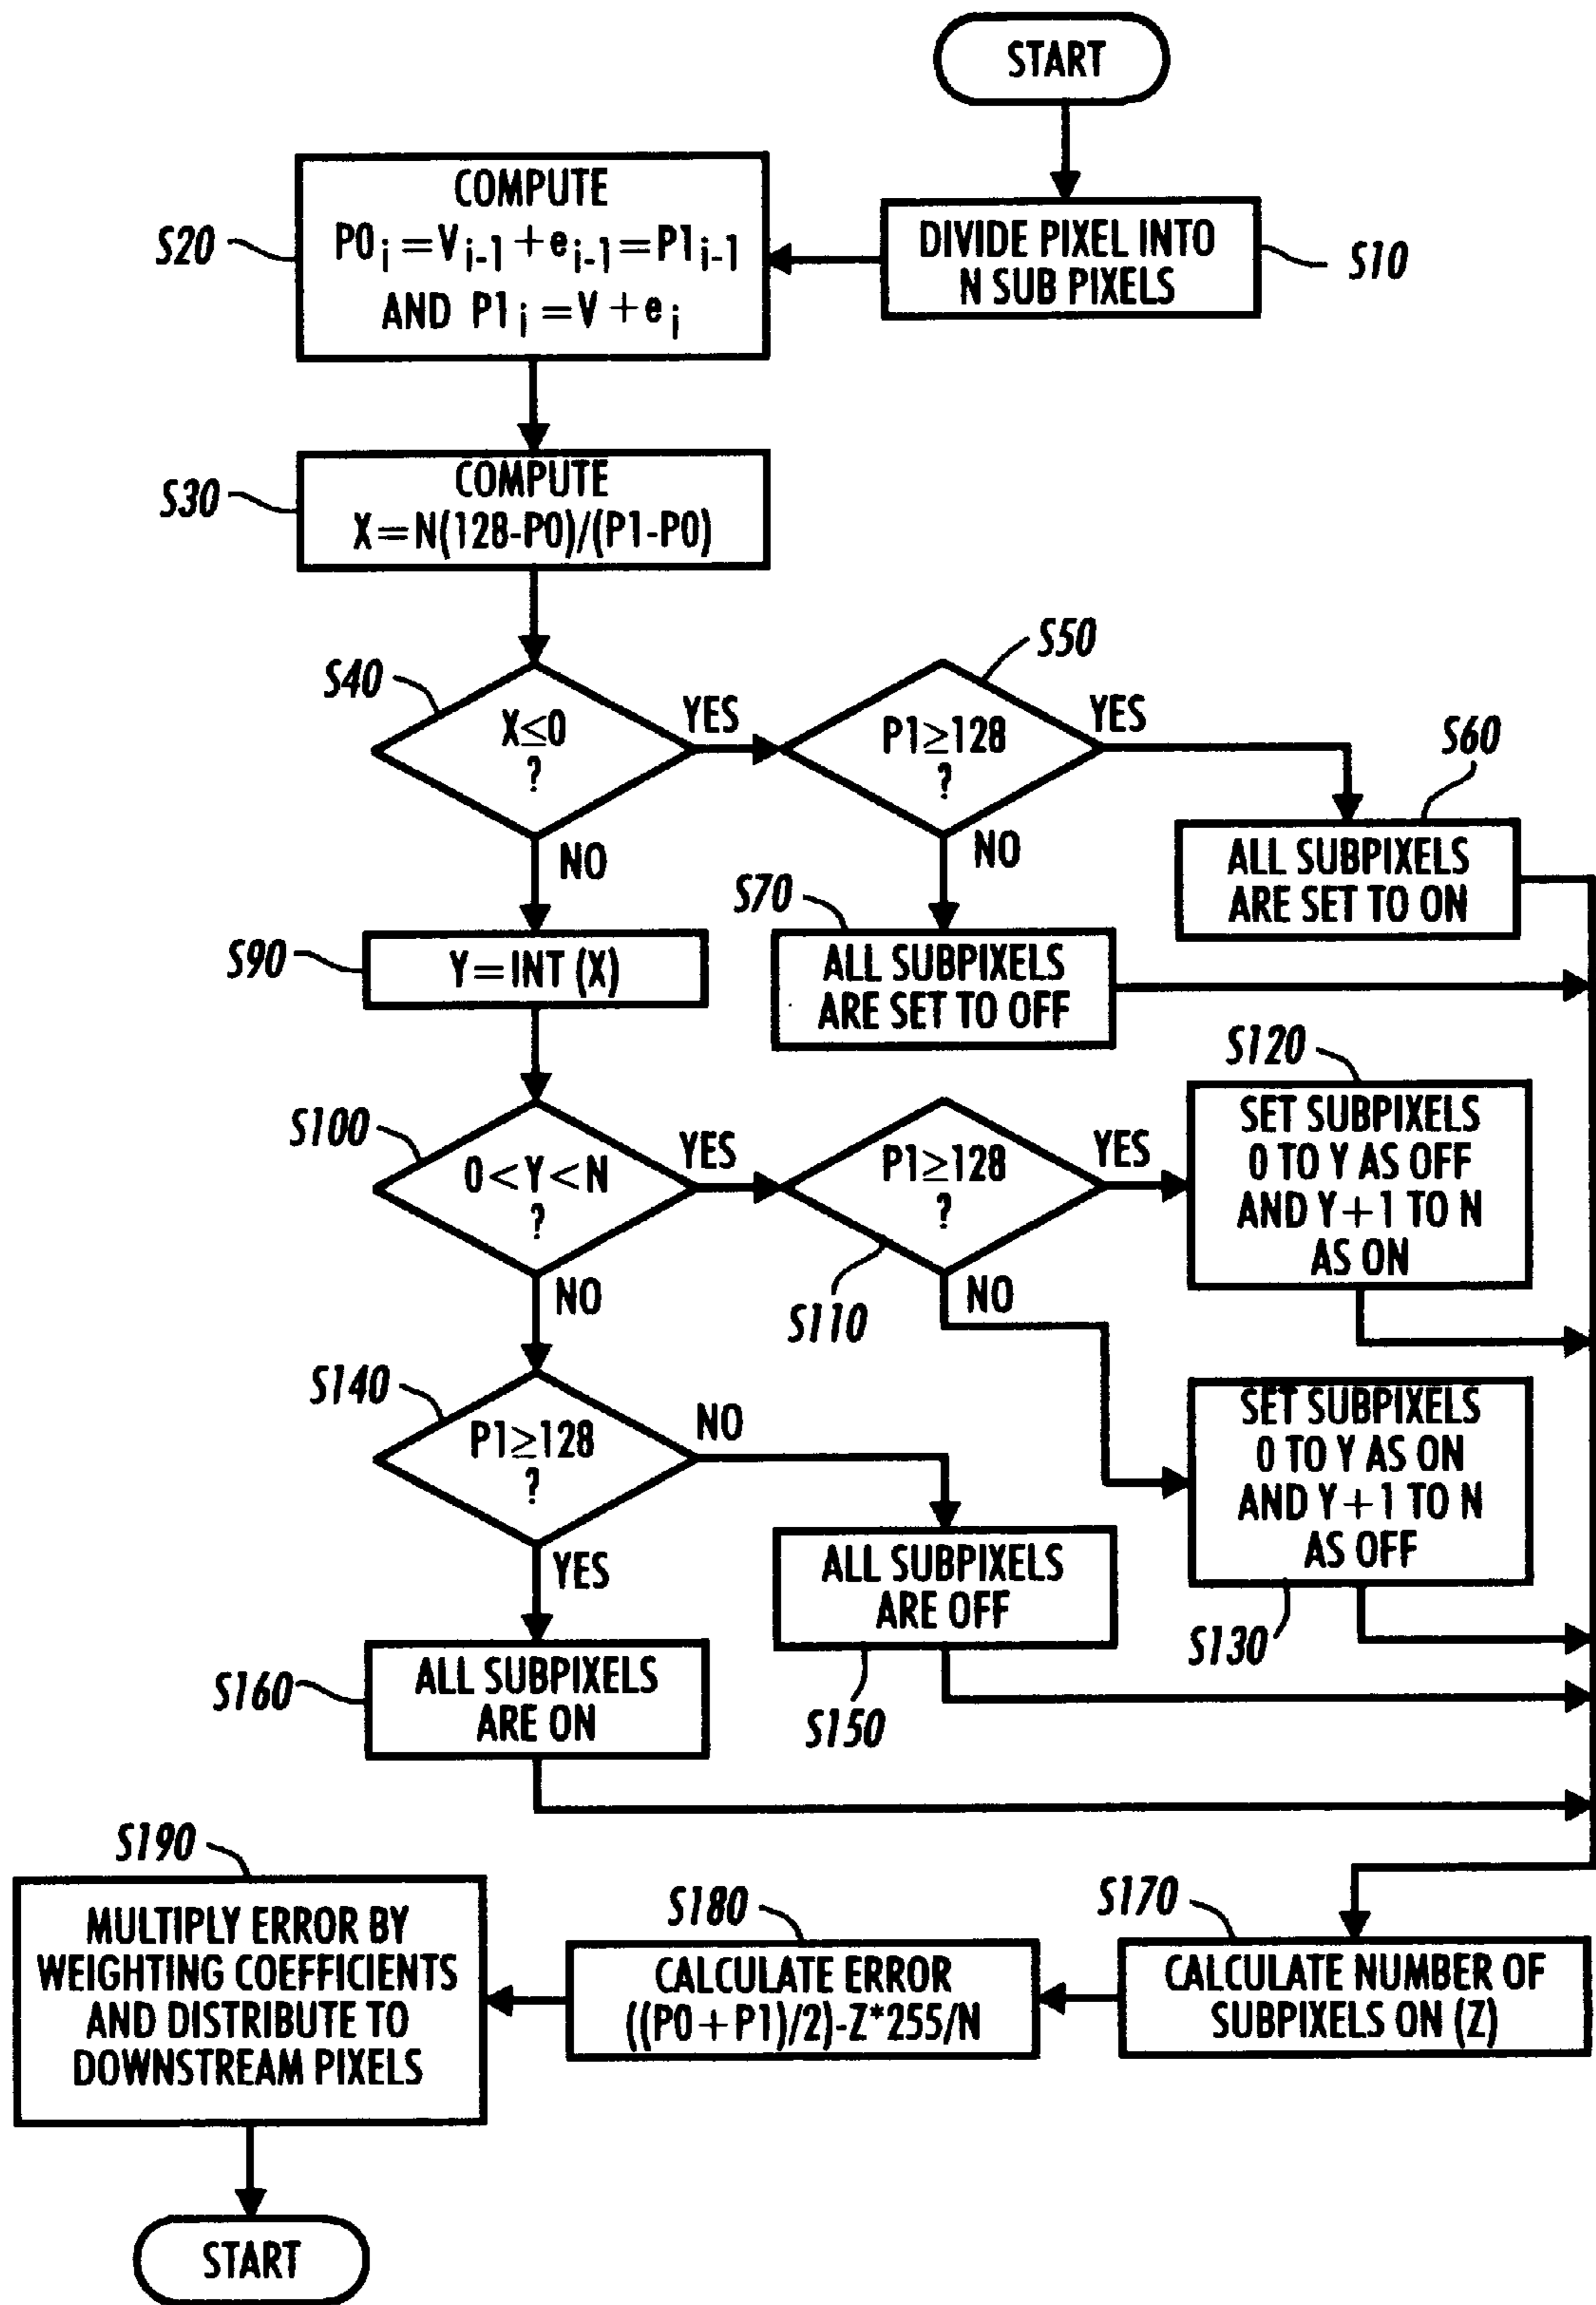 START
COMPUTE
P0i=Vi-1+ei-1=P1i-1
AND P1i=V+ei
S20
DIVIDE PIXEL INTO
N SUB PIXELS
S10
COMPUTE
X=N(128-P0)/(P1-P0)
S30
S40
X≤0
?
YES
NO
S50
P1≥128
?
YES
NO
S60
ALL SUBPIXELS
ARE SET TO ON
S70
ALL SUBPIXELS
ARE SET TO OFF
S90
Y=INT (X)
S100
0<Y<N
?
YES
NO
P1≥128
?
YES
NO
S110
S120
SET SUBPIXELS
0 TO Y AS OFF
AND Y+1 TO N
AS ON
SET SUBPIXELS
0 TO Y AS ON
AND Y+1 TO N
AS OFF
S130
S140
P1≥128
?
NO
YES
ALL SUBPIXELS
ARE OFF
S150
S160
ALL SUBPIXELS
ARE ON
S170
CALCULATE NUMBER OF
SUBPIXELS ON (Z)
S180
CALCULATE ERROR
((P0+P1)/2)-Z*255/N
S190
MULTIPLY ERROR BY
WEIGHTING COEFFICIENTS
AND DISTRIBUTE TO
DOWNSTREAM PIXELS
START